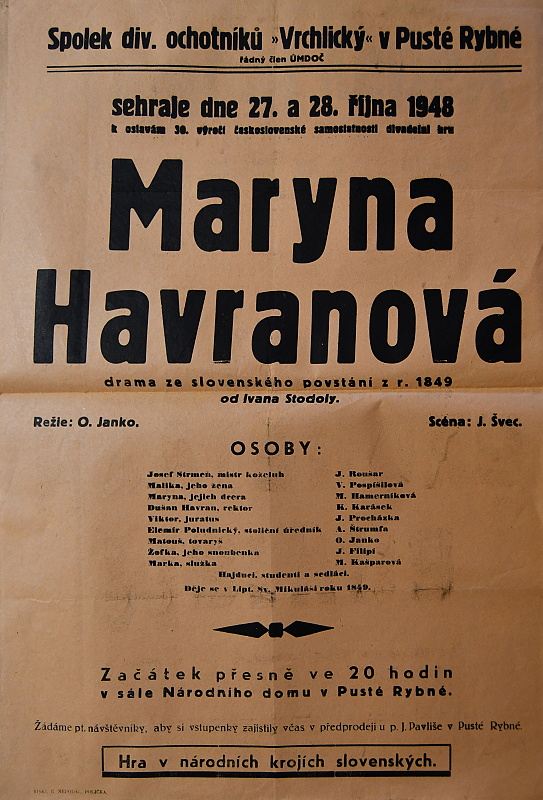 Spolek div. ochotníků »Vrchlický« v Pusté Rybné
řádný člen ÚMDOČ
sehraje dne 27. a 28. října 1948
k oslavám 30. výročí československé samostatnosti divadelní hru
Maryna
Havranová
drama ze slovenského povstání z r. 1849
od Ivana Stodoly.
Režie: O. Janko. Scéna: J. Švec.
OSOBY:
Josef Strmeň, mistr koželuh J. Roušar
Malika, jeho žena V. Pospíšilová
Maryna, jejich dcera M. Hamerníková
Dušan Havran, rektor K. Karásek
Viktor, juratus J. Procházka
Elemír Poludnický, stoliční úředník A. Štrumfa
Matouš, tovaryš O. Janko
Žofka, jeho snoubenka J. Filipi
Marka, služka M. Kašparová
Hajduci, studenti a sedláci.
Děje se v Lipt. Sv. Mikuláši roku 1849.
Začátek přesně ve 20 hodin
v sále Národního domu v Pusté Rybné.
Žádáme pt. návštěvníky, aby si vstupenky zajistily včas v předprodeji u p. J. Pavliše v Pusté Rybné.
Hra v národních krojích slovenských.
POLIČKA.